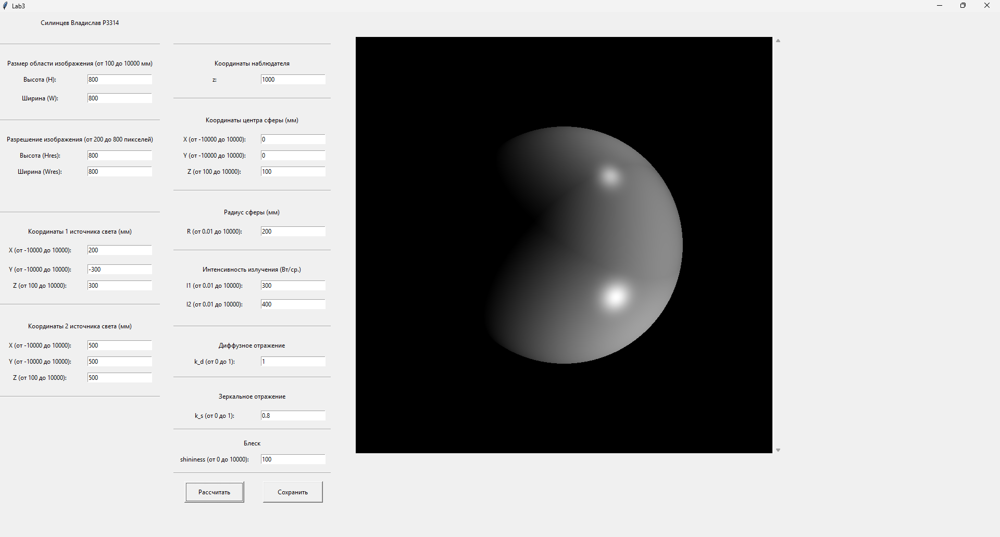 Lab3
Силинцев Владислав Р3314
Размер области изображения (от 100 до 10000 мм)
Высота (H): 800
Ширина (W): 800
Разрешение изображения (от 200 до 800 пикселей)
Высота (Hres): 800
Ширина (Wres): 800
Координаты 1 источника света (мм)
X (от -10000 до 10000): 200
Y (от -10000 до 10000): -300
Z (от 100 до 10000): 300
Координаты 2 источника света (мм)
X (от -10000 до 10000): 500
Y (от -10000 до 10000): 500
Z (от 100 до 10000): 500
Координаты наблюдателя
z: 1000
Координаты центра сферы (мм)
X (от -10000 до 10000): 0
Y (от -10000 до 10000): 0
Z (от 100 до 10000): 100
Радиус сферы (мм)
R (от 0.01 до 10000): 200
Интенсивность излучения (Вт/ср.)
I1 (от 0.01 до 10000): 300
I2 (от 0.01 до 10000): 400
Диффузное отражение
k_d (от 0 до 1): 1
Зеркальное отражение
k_s (от 0 до 1): 0.8
Блеск
shininess (от 0 до 10000): 100
Рассчитать
Сохранить